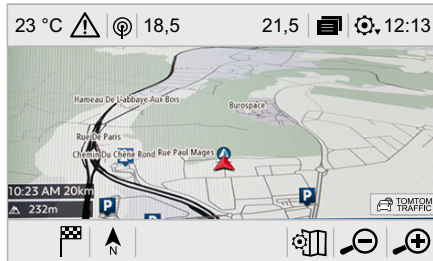 23 °C 18,5 21,5 12:13
Hameau De L'abbaye Aux Bois
Burospace
Rue De Paris
Chemin Du Chene Rond Rue Paul Mages
10:23 AM 20km
232m
P
P
TOMTOM
TRAFFIC
N